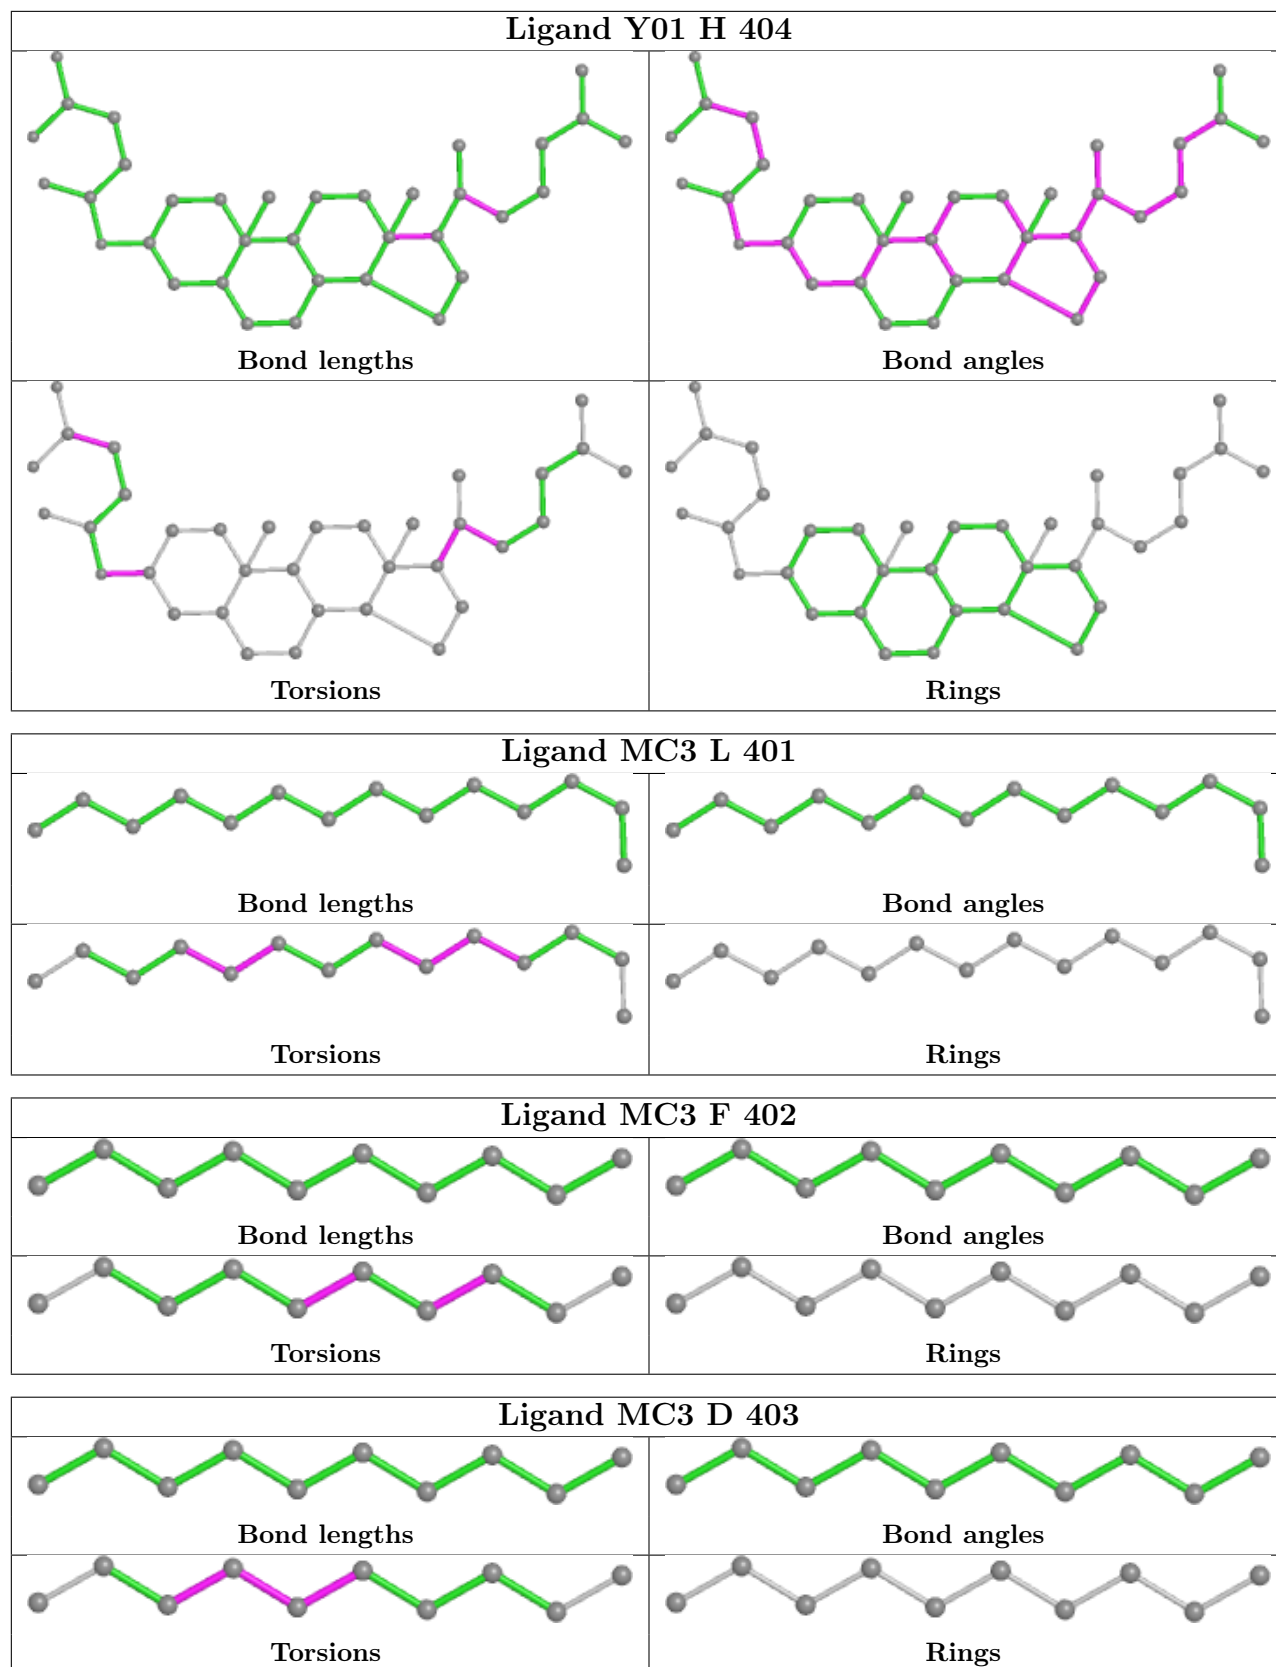 Ligand Y01 H 404
Bond lengths
Bond angles
Torsions
Rings
Ligand MC3 L 401
Bond lengths
Bond angles
Torsions
Rings
Ligand MC3 F 402
Bond lengths
Bond angles
Torsions
Rings
Ligand MC3 D 403
Bond lengths
Bond angles
Torsions
Rings